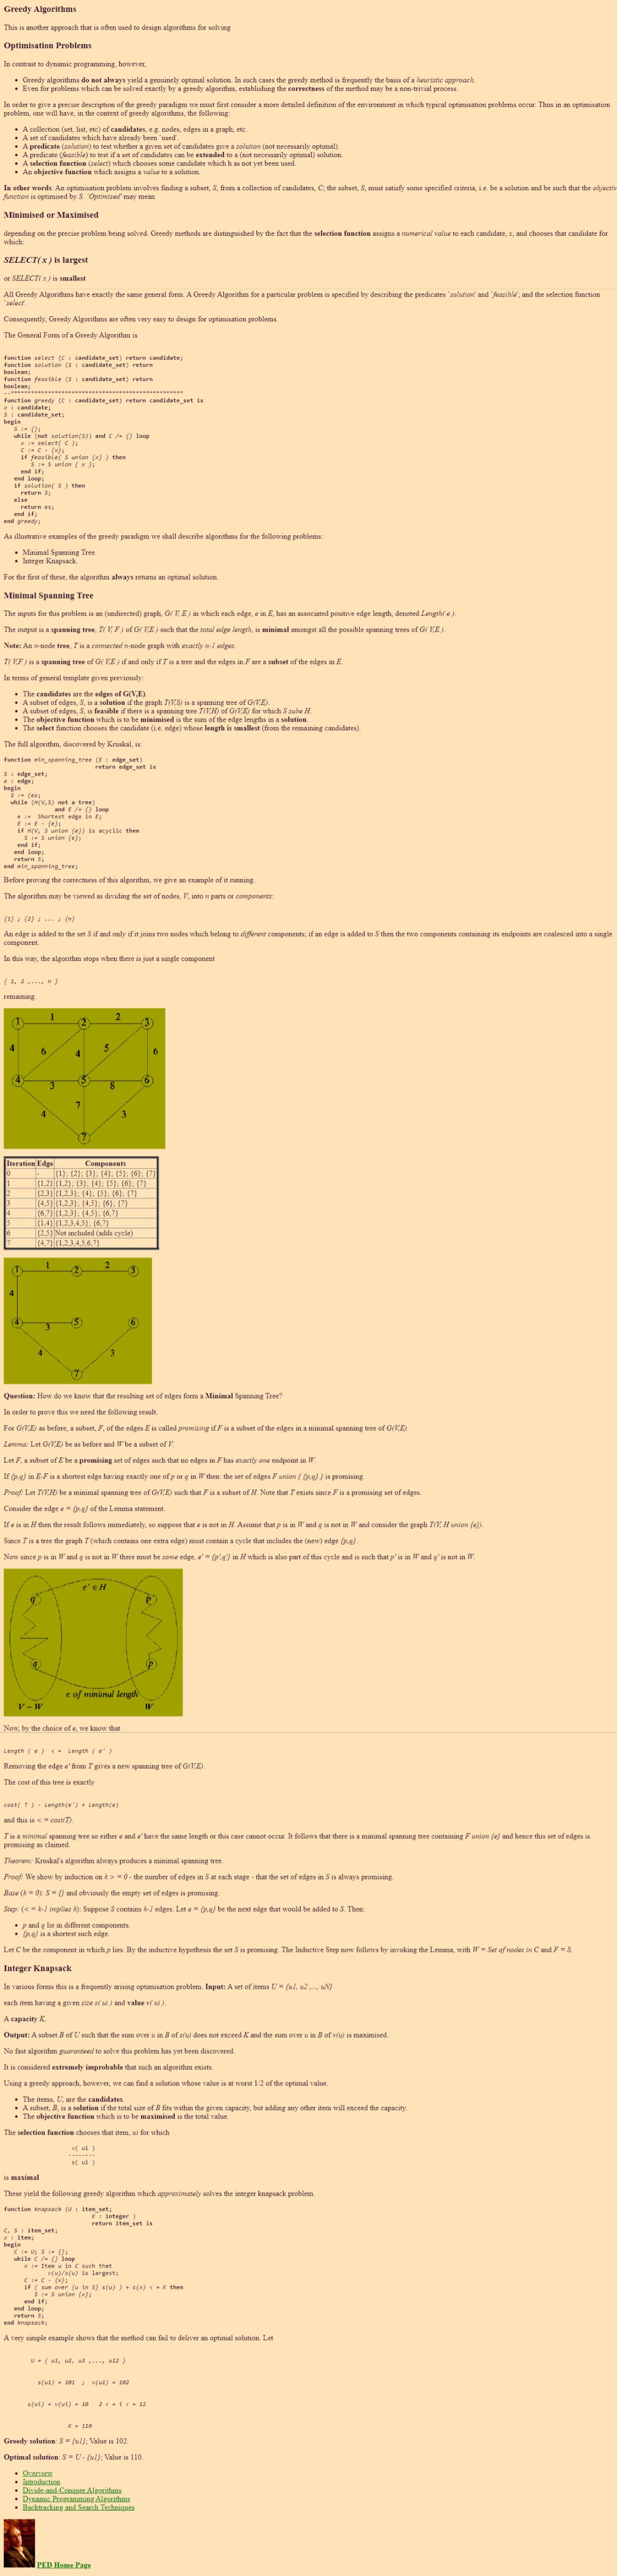 Greedy Algorithms
This is another approach that is often used to design algorithms for solving
Optimisation Problems
In contrast to dynamic programming, however,
Greedy algorithms do not always yield a genuinely optimal solution. In such cases the greedy method is frequently the basis of a heuristic approach.
Even for problems which can be solved exactly by a greedy algorithm, establishing the correctness of the method may be a non-trivial process.
In order to give a precise description of the greedy paradigm we must first consider a more detailed definition of the environment in which typical optimisation problems occur. Thus in an optimisation
problem, one will have, in the context of greedy algorithms, the following:
A collection (set, list, etc) of candidates, e.g. nodes, edges in a graph, etc.
A set of candidates which have already been `used'.
A predicate (solution) to test whether a given set of candidates give a solution (not necessarily optimal).
A predicate (feasible) to test if a set of candidates can be extended to a (not necessarily optimal) solution.
A selection function (select) which chooses some candidate which h as not yet been used.
An objective function which assigns a value to a solution.
In other words: An optimisation problem involves finding a subset, S, from a collection of candidates, C; the subset, S, must satisfy some specified criteria, i.e. be a solution and be such that the objectiv
function is optimised by S. `Optimised' may mean
Minimised or Maximised
depending on the precise problem being solved. Greedy methods are distinguished by the fact that the selection function assigns a numerical value to each candidate, x, and chooses that candidate for
which:
SELECT( x ) is largest
or SELECT( x ) is smallest
All Greedy Algorithms have exactly the same general form. A Greedy Algorithm for a particular problem is specified by describing the predicates `solution' and `feasible'; and the selection function
`select'.
Consequently, Greedy Algorithms are often very easy to design for optimisation problems.
The General Form of a Greedy Algorithm is
function select (C : candidate_set) return candidate;
function solution (S : candidate_set) return
boolean;
function feasible (S : candidate_set) return
boolean;
--***************************************************
function greedy (C : candidate_set) return candidate_set is
x : candidate;
S : candidate_set;
begin
S := {};
while (not solution(S)) and C /= {} loop
x := select( C );
C := C - {x};
if feasible( S union {x} ) then
S := S union { x };
end if;
end loop;
if solution( S ) then
return S;
else
return es;
end if;
end greedy;
As illustrative examples of the greedy paradigm we shall describe algorithms for the following problems:
Minimal Spanning Tree.
Integer Knapsack.
For the first of these, the algorithm always returns an optimal solution.
Minimal Spanning Tree
The inputs for this problem is an (undirected) graph, G( V, E ) in which each edge, e in E, has an associated positive edge length, denoted Length( e ).
The output is a spanning tree, T( V, F ) of G( V,E ) such that the total edge length, is minimal amongst all the possible spanning trees of G( V,E ).
Note: An n-node tree, T is a connected n-node graph with exactly n-1 edges.
T( V,F ) is a spanning tree of G( V,E ) if and only if T is a tree and the edges in F are a subset of the edges in E.
In terms of general template given previously:
The candidates are the edges of G(V,E).
A subset of edges, S, is a solution if the graph T(V,S) is a spanning tree of G(V,E).
A subset of edges, S, is feasible if there is a spanning tree T(V,H) of G(V,E) for which S sube H.
The objective function which is to be minimised is the sum of the edge lengths in a solution.
The select function chooses the candidate (i.e. edge) whose length is smallest (from the remaining candidates).
The full algorithm, discovered by Kruskal, is:
function min_spanning_tree (E : edge_set)
return edge_set is
S : edge_set;
e : edge;
begin
S := (es;
while (H(V,S) not a tree)
and E /= {} loop
e := Shortest edge in E;
E := E - {e};
if H(V, S union {e}) is acyclic then
S := S union {e};
end if;
end loop;
return S;
end min_spanning_tree;
Before proving the correctness of this algorithm, we give an example of it running.
The algorithm may be viewed as dividing the set of nodes, V, into n parts or components:
{1} ; {2} ; ... ; {n}
An edge is added to the set S if and only if it joins two nodes which belong to different components; if an edge is added to S then the two components containing its endpoints are coalesced into a single
component.
In this way, the algorithm stops when there is just a single component
{ 1, 2 ,..., n }
remaining.
1 1 2 2 3
4 6 4 5 6
4 3 5 8 6
4 7 3
7
Iteration Edge Components
0 - {1}; {2}; {3}; {4}; {5}; {6}; {7}
1 {1,2} {1,2}; {3}; {4}; {5}; {6}; {7}
2 {2,3} {1,2,3}; {4}; {5}; {6}; {7}
3 {4,5} {1,2,3}; {4,5}; {6}; {7}
4 {6,7} {1,2,3}; {4,5}; {6,7}
5 {1,4} {1,2,3,4,5}; {6,7}
6 {2,5} Not included (adds cycle)
7 {4,7} {1,2,3,4,5,6,7}
1 1 2 2 3
4
4 3 5 6
4 3
7
Question: How do we know that the resulting set of edges form a Minimal Spanning Tree?
In order to prove this we need the following result.
For G(V,E) as before, a subset, F, of the edges E is called promising if F is a subset of the edges in a minimal spanning tree of G(V,E).
Lemma: Let G(V,E) be as before and W be a subset of V.
Let F, a subset of E be a promising set of edges such that no edges in F has exactly one endpoint in W.
If {p,q} in E-F is a shortest edge having exactly one of p or q in W then: the set of edges F union { {p,q} } is promising.
Proof: Let T(V,H) be a minimal spanning tree of G(V,E) such that F is a subset of H. Note that T exists since F is a promising set of edges.
Consider the edge e = {p,q} of the Lemma statement.
If e is in H then the result follows immediately, so suppose that e is not in H. Assume that p is in W and q is not in W and consider the graph T(V, H union {e}).
Since T is a tree the graph T (which contains one extra edge) must contain a cycle that includes the (new) edge {p,q}.
Now since p is in W and q is not in W there must be some edge, e' = {p',q'} in H which is also part of this cycle and is such that p' is in W and q' is not in W.
e' ∈ H
q' p'
q p
e of minimal length
V – W W
Now, by the choice of e, we know that
Length ( e ) < = Length ( e' )
Removing the edge e' from T gives a new spanning tree of G(V,E).
The cost of this tree is exactly
cost( T ) - Length(e') + Length(e)
and this is < = cost(T).
T is a minimal spanning tree so either e and e' have the same length or this case cannot occur. It follows that there is a minimal spanning tree containing F union {e} and hence this set of edges is
promising as claimed.
Theorem: Kruskal's algorithm always produces a minimal spanning tree.
Proof: We show by induction on k > = 0 - the number of edges in S at each stage - that the set of edges in S is always promising.
Base (k = 0): S = {} and obviously the empty set of edges is promising.
Step: (< = k-1 implies k): Suppose S contains k-1 edges. Let e = {p,q} be the next edge that would be added to S. Then:
p and q lie in different components.
{p,q} is a shortest such edge.
Let C be the component in which p lies. By the inductive hypothesis the set S is promising. The Inductive Step now follows by invoking the Lemma, with W = Set of nodes in C and F = S.
Integer Knapsack
In various forms this is a frequently arising optimisation problem. Input: A set of items U = {u1, u2 ,..., uN}
each item having a given size s( ui ) and value v( ui ).
A capacity K.
Output: A subset B of U such that the sum over u in B of s(u) does not exceed K and the sum over u in B of v(u) is maximised.
No fast algorithm guaranteed to solve this problem has yet been discovered.
It is considered extremely improbable that such an algorithm exists.
Using a greedy approach, however, we can find a solution whose value is at worst 1/2 of the optimal value.
The items, U, are the candidates.
A subset, B, is a solution if the total size of B fits within the given capacity, but adding any other item will exceed the capacity.
The objective function which is to be maximised is the total value.
The selection function chooses that item, ui for which
v( ui )
--------
s( ui )
is maximal
These yield the following greedy algorithm which approximately solves the integer knapsack problem.
function knapsack (U : item_set;
K : integer )
return item_set is
C, S : item_set;
x : item;
begin
C := U; S := {};
while C /= {} loop
x := Item u in C such that
v(u)/s(u) is largest;
C := C - {x};
if ( sum over {u in S} s(u) ) + s(x) < = K then
S := S union {x};
end if;
end loop;
return S;
end knapsack;
A very simple example shows that the method can fail to deliver an optimal solution. Let
U = { u1, u2, u3 ,..., u12 }
s(u1) = 101 ; v(u1) = 102
s(ui) = v(ui) = 10 2 < = i < = 12
K = 110
Greedy solution: S = {u1}; Value is 102.
Optimal solution: S = U - {u1}; Value is 110.
Overview
Introduction
Divide-and-Conquer Algorithms
Dynamic Programming Algorithms
Backtracking and Search Techniques
PED Home Page